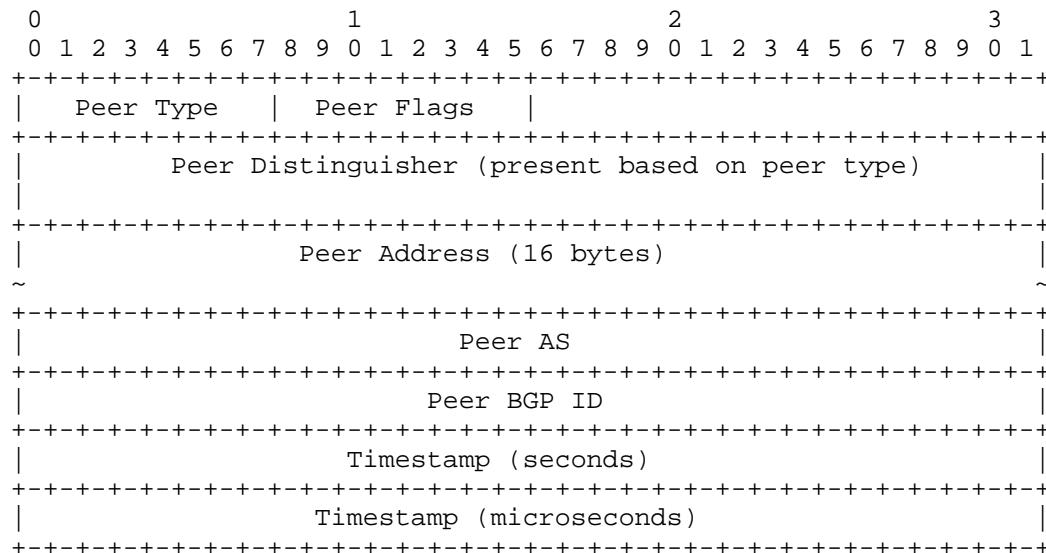 0                   1                   2                   3
 0 1 2 3 4 5 6 7 8 9 0 1 2 3 4 5 6 7 8 9 0 1 2 3 4 5 6 7 8 9 0 1
+-+-+-+-+-+-+-+-+-+-+-+-+-+-+-+-+-+-+-+-+-+-+-+-+-+-+-+-+-+-+-+-+
|   Peer Type   |  Peer Flags   |
+-+-+-+-+-+-+-+-+-+-+-+-+-+-+-+-+-+-+-+-+-+-+-+-+-+-+-+-+-+-+-+-+
|         Peer Distinguisher (present based on peer type)       |
|                                                               |
+-+-+-+-+-+-+-+-+-+-+-+-+-+-+-+-+-+-+-+-+-+-+-+-+-+-+-+-+-+-+-+-+
|                 Peer Address (16 bytes)                       |
~                                                               ~
+-+-+-+-+-+-+-+-+-+-+-+-+-+-+-+-+-+-+-+-+-+-+-+-+-+-+-+-+-+-+-+-+
|                           Peer AS                             |
+-+-+-+-+-+-+-+-+-+-+-+-+-+-+-+-+-+-+-+-+-+-+-+-+-+-+-+-+-+-+-+-+
|                         Peer BGP ID                           |
+-+-+-+-+-+-+-+-+-+-+-+-+-+-+-+-+-+-+-+-+-+-+-+-+-+-+-+-+-+-+-+-+
|                    Timestamp (seconds)                        |
+-+-+-+-+-+-+-+-+-+-+-+-+-+-+-+-+-+-+-+-+-+-+-+-+-+-+-+-+-+-+-+-+
|                  Timestamp (microseconds)                     |
+-+-+-+-+-+-+-+-+-+-+-+-+-+-+-+-+-+-+-+-+-+-+-+-+-+-+-+-+-+-+-+-+